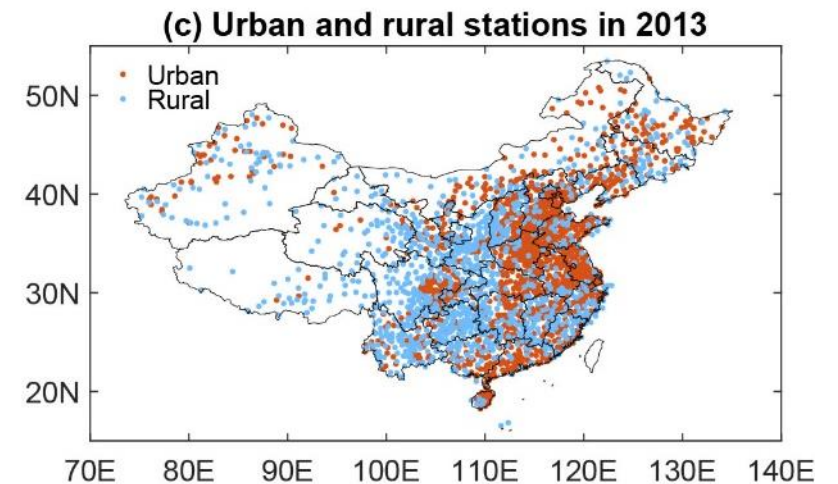 (c) Urban and rural stations in 2013
Urban
Rural
50N
40N
30N
20N
70E 80E 90E 100E 110E 120E 130E 140E